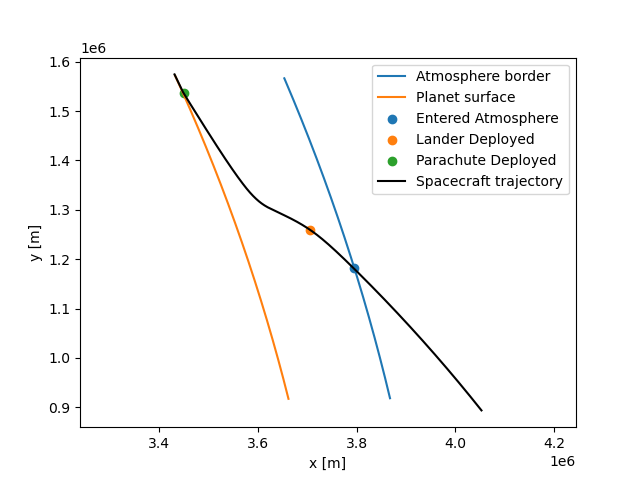 1e6
1.6
1.5
1.4
1.3
1.2
1.1
1.0
0.9
y [m]
Atmosphere border
Planet surface
Entered Atmosphere
Lander Deployed
Parachute Deployed
Spacecraft trajectory
3.4 3.6 3.8 4.0 4.2
x [m]
1e6